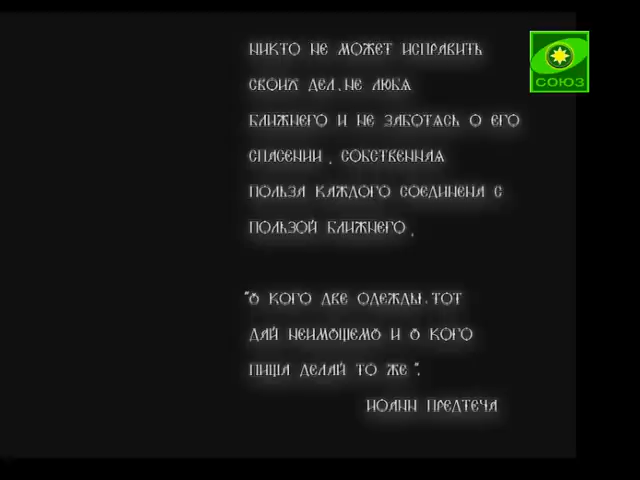 НИКТО НЕ МОЖЕТ ИСПРАВИТЬ
СВОИХ ДЕЛ, НЕ ЛЮБЯ
БЛИЖНЕГО И НЕ ЗАБОТЯСЬ О ЕГО
СПАСЕНИИ, СОБСТВЕННАЯ
ПОЛЬЗА КАЖДОГО СОЕДИНЕНА С
ПОЛЬЗОЙ БЛИЖНЕГО,
"У КОГО ДВЕ ОДЕЖДЫ, ТОТ
ДАЙ НЕИМУЩЕМУ И У КОГО
ПИЩА ДЕЛАЙ ТО ЖЕ",
ИОАНН ПРЕДТЕЧА
СОЮЗ